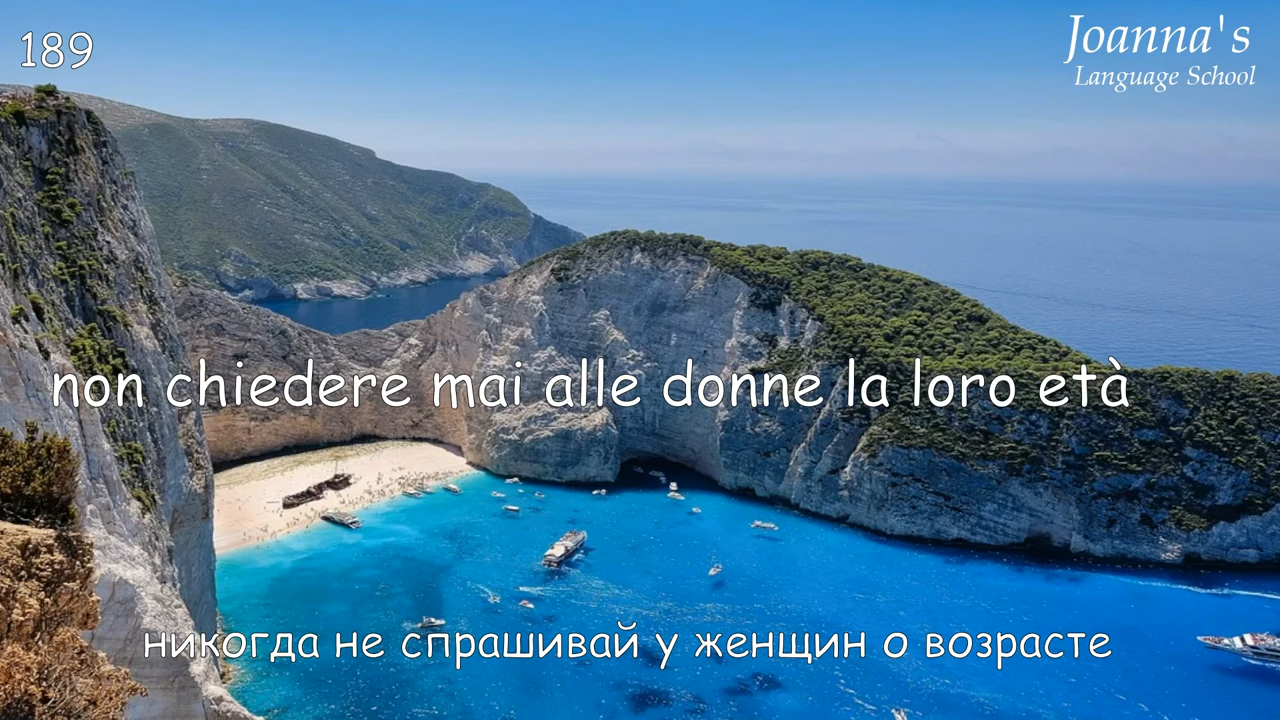 189
Joanna's
Language School
non chiedere mai alle donne la loro età
никогда не спрашивай у женщин о возрасте